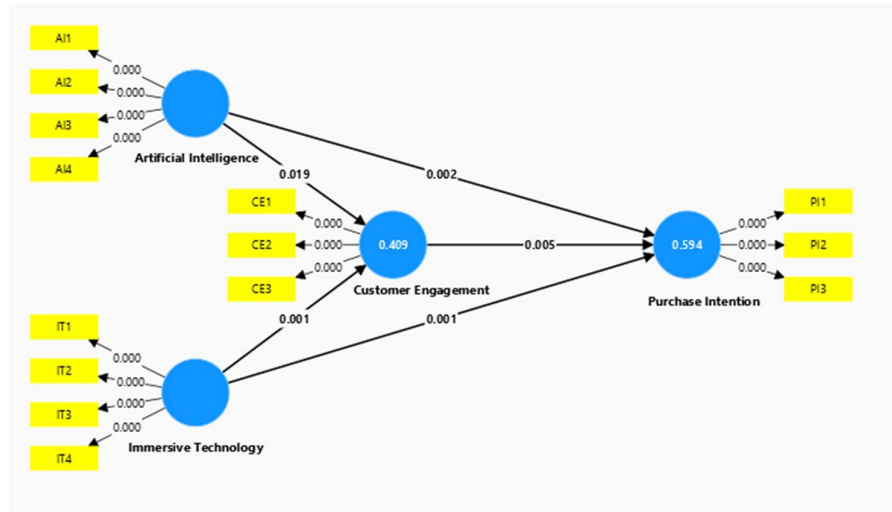 AI1
0.000
AI2
0.000
AI3
0.000
AI4
0.000
Artificial Intelligence
0.019
0.002
CE1
0.000
CE2
0.000
CE3
0.000
0.409
Customer Engagement
0.005
0.594
Purchase Intention
PI1
0.000
PI2
0.000
PI3
0.000
0.001
0.001
IT1
0.000
IT2
0.000
IT3
0.000
IT4
0.000
Immersive Technology